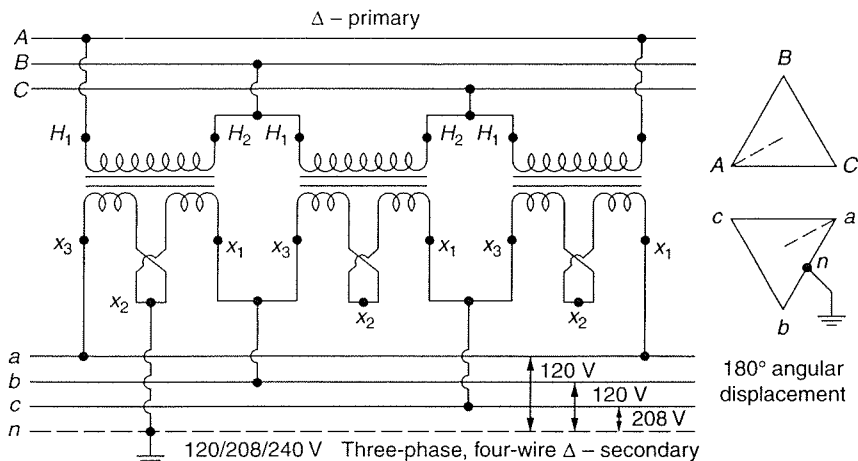 Δ – primary
A
B
C
H1 H2 H1 H2 H1
x3 x1 x3 x1 x3 x1
x2 x2 x2
a
b
c
n
120 V
120 V
208 V
120/208/240 V Three-phase, four-wire Δ – secondary
B
A C
c a
n
b
180° angular
displacement